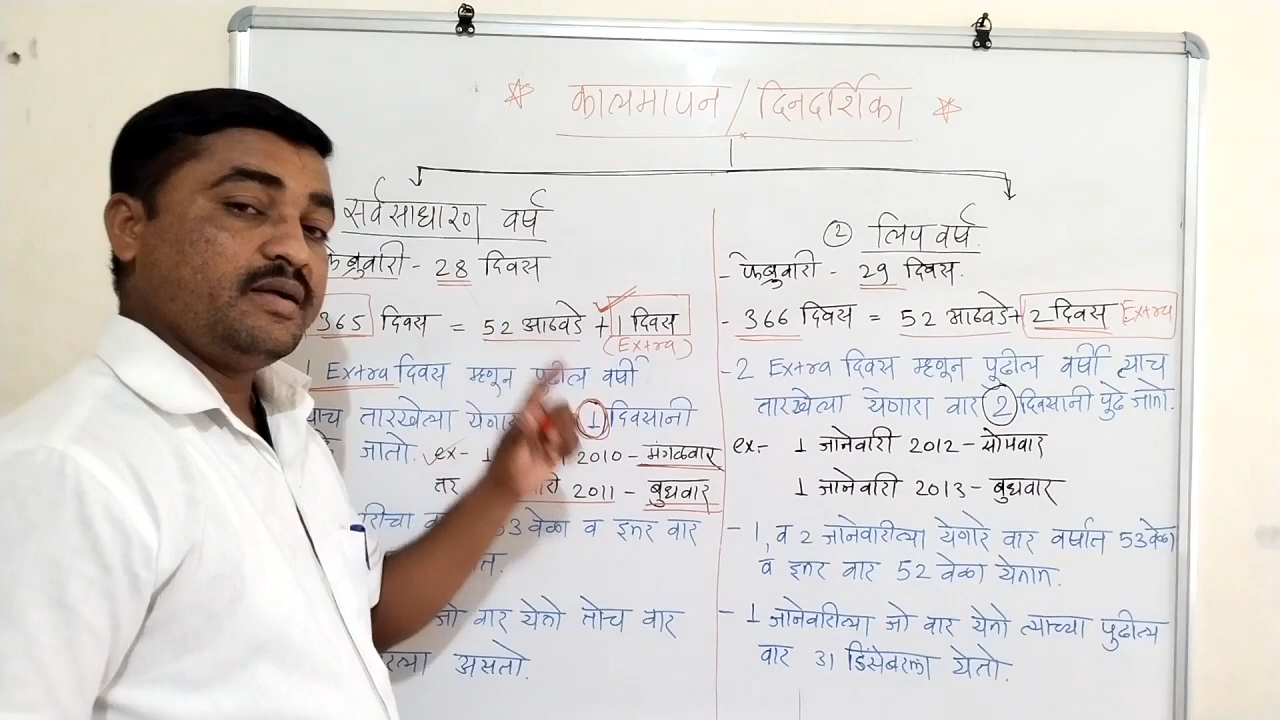 कालमापन / दिनदर्शिका
सर्वसाधारण वर्ष
फेब्रुवारी - 28 दिवस
365 दिवस = 52 आठवडे + 1 दिवस
(Extra)
1 Extra दिवस म्हणून पुढील वर्षी
तारखेला 1 दिवसांनी
जातो. ex- 1 2010 - मंगळवार
तर 2011 - बुधवार
53 वेळा व इतर वार
जो वार येतो तोच वार
असतो.
② लिप वर्ष.
- फेब्रुवारी - 29 दिवस.
- 366 दिवस = 52 आठवडे + 2 दिवस Extra
- 2 Extra दिवस म्हणून पुढील वर्षी त्याच
तारखेला येणारा वार 2 दिवसांनी पुढे जातो.
ex:- 1 जानेवारी 2012 - सोमवार
1 जानेवारी 2013 - बुधवार
- 1, व 2 जानेवारीला येणारे वार वर्षात 53 वेळा
व इतर वार 52 वेळा येतात.
- 1 जानेवारीला जो वार येतो त्याच्या पुढील
वार 31 डिसेंबरला येतो.